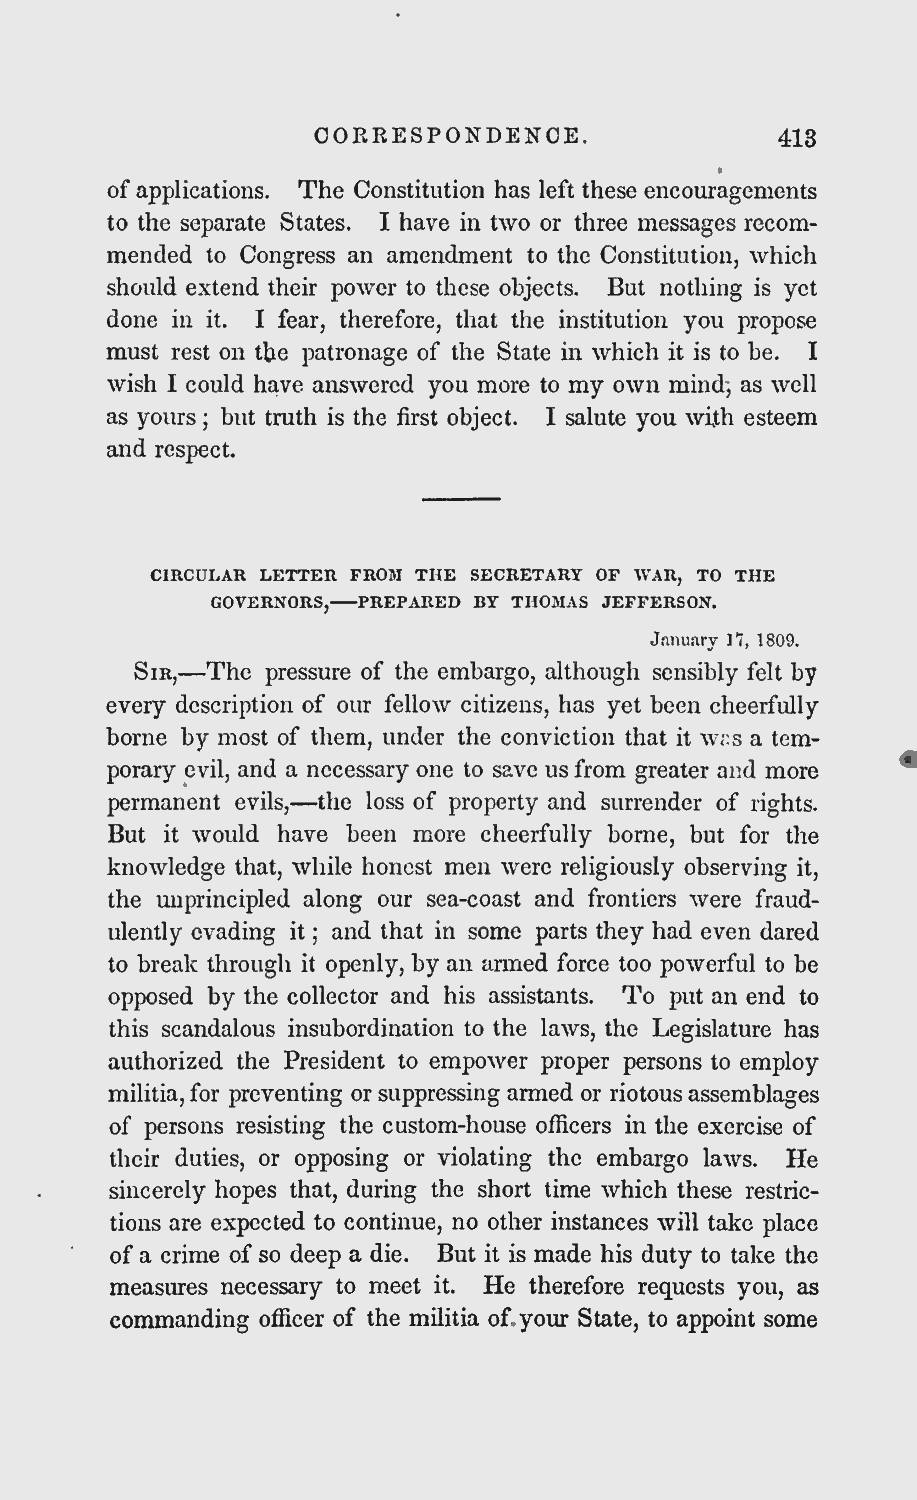 CORRESPONDENCE. 413
of applications. The Constitution has left these encouragements
to the separate States. I have in two or three messages recom-
mended to Congress an amendment to the Constitution, which
should extend their power to these objects. But nothing is yet
done in it. I fear, therefore, that the institution you propose
must rest on the patronage of the State in which it is to be. I
wish I could have answered you more to my own mind, as well
as yours; but truth is the first object. I salute you with esteem
and respect.
CIRCULAR LETTER FROM THE SECRETARY OF WAR, TO THE
GOVERNORS,—PREPARED BY THOMAS JEFFERSON.
January 17, 1809.
SIR,—The pressure of the embargo, although sensibly felt by
every description of our fellow citizens, has yet been cheerfully
borne by most of them, under the conviction that it was a tem-
porary evil, and a necessary one to save us from greater and more
permanent evils,—the loss of property and surrender of rights.
But it would have been more cheerfully borne, but for the
knowledge that, while honest men were religiously observing it,
the unprincipled along our sea-coast and frontiers were fraud-
ulently evading it; and that in some parts they had even dared
to break through it openly, by an armed force too powerful to be
opposed by the collector and his assistants. To put an end to
this scandalous insubordination to the laws, the Legislature has
authorized the President to empower proper persons to employ
militia, for preventing or suppressing armed or riotous assemblages
of persons resisting the custom-house officers in the exercise of
their duties, or opposing or violating the embargo laws. He
sincerely hopes that, during the short time which these restric-
tions are expected to continue, no other instances will take place
of a crime of so deep a die. But it is made his duty to take the
measures necessary to meet it. He therefore requests you, as
commanding officer of the militia of your State, to appoint some